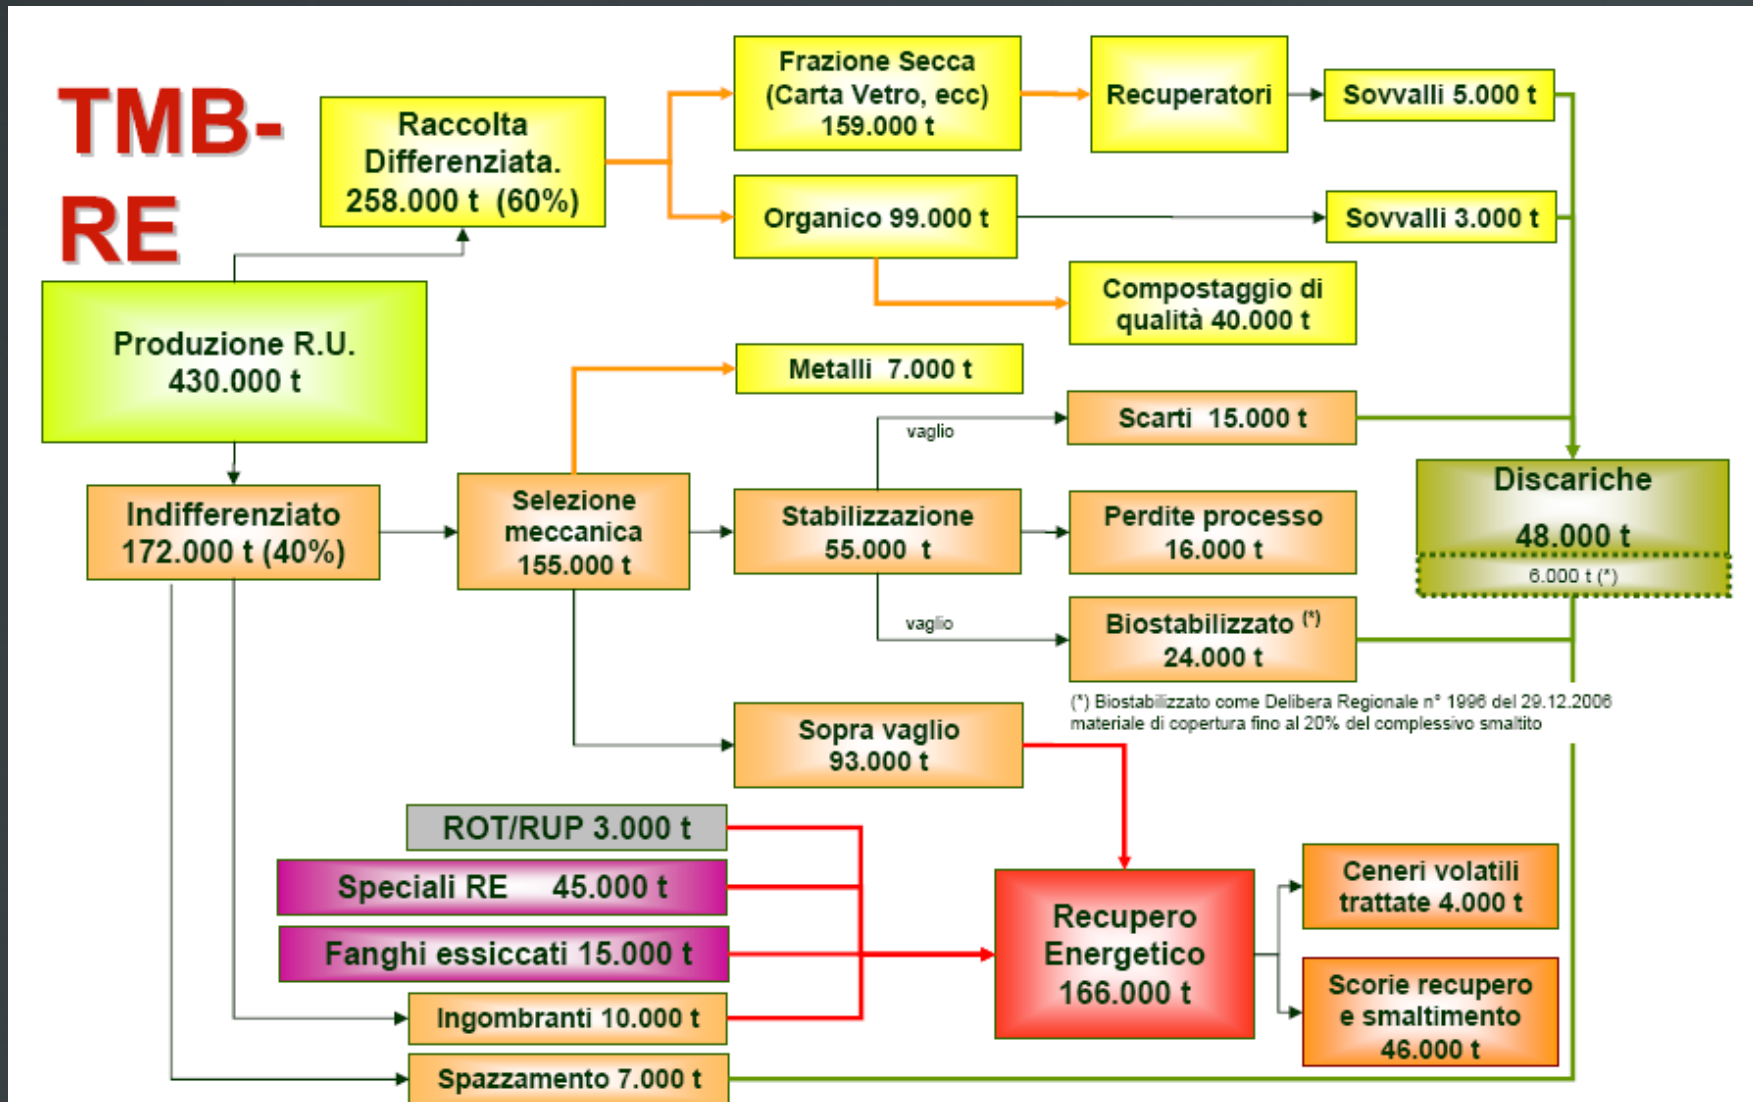 TMB-
RE
Raccolta
Differenziata.
258.000 t (60%)
Frazione Secca
(Carta Vetro, ecc)
159.000 t
Recuperatori
Sovvalli 5.000 t
Organico 99.000 t
Sovvalli 3.000 t
Compostaggio di
qualità 40.000 t
Produzione R.U.
430.000 t
Metalli 7.000 t
vaglio
Scarti 15.000 t
Indifferenziato
172.000 t (40%)
Selezione
meccanica
155.000 t
Stabilizzazione
55.000 t
Perdite processo
16.000 t
Discariche
48.000 t
6.000 t (*)
vaglio
Biostabilizzato (*)
24.000 t
(*) Biostabilizzato come Delibera Regionale n° 1996 del 29.12.2006
materiale di copertura fino al 20% del complessivo smaltito
Sopra vaglio
93.000 t
ROT/RUP 3.000 t
Speciali RE 45.000 t
Fanghi essiccati 15.000 t
Ingombranti 10.000 t
Spazzamento 7.000 t
Recupero
Energetico
166.000 t
Ceneri volatili
trattate 4.000 t
Scorie recupero
e smaltimento
46.000 t